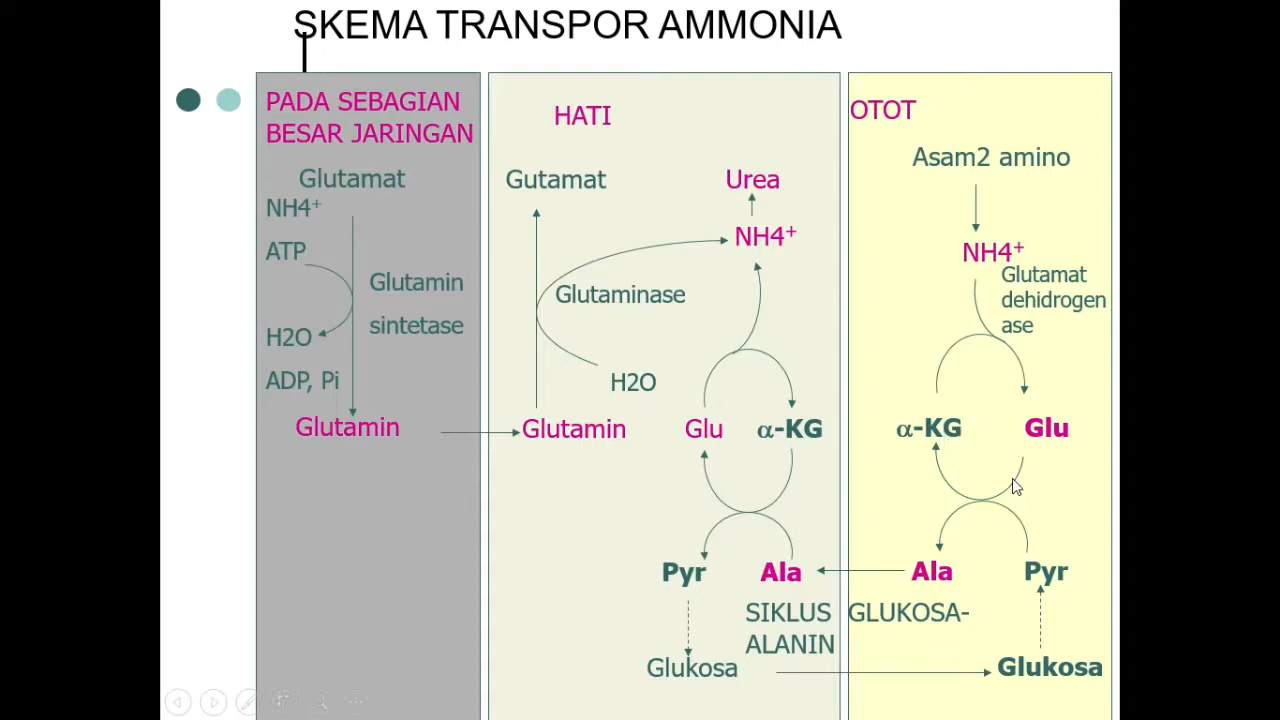 SKEMA TRANSPOR AMMONIA
PADA SEBAGIAN
BESAR JARINGAN
Glutamat
NH4⁺
ATP
Glutamin
sintetase
H2O
ADP, Pi
Glutamin
HATI
Gutamat
Urea
NH4⁺
Glutaminase
H2O
Glutamin
Glu
α-KG
Pyr
Ala
SIKLUS GLUKOSA-
ALANIN
Glukosa
OTOT
Asam2 amino
NH4⁺
Glutamat
dehidrogen
ase
α-KG
Glu
Ala
Pyr
Glukosa